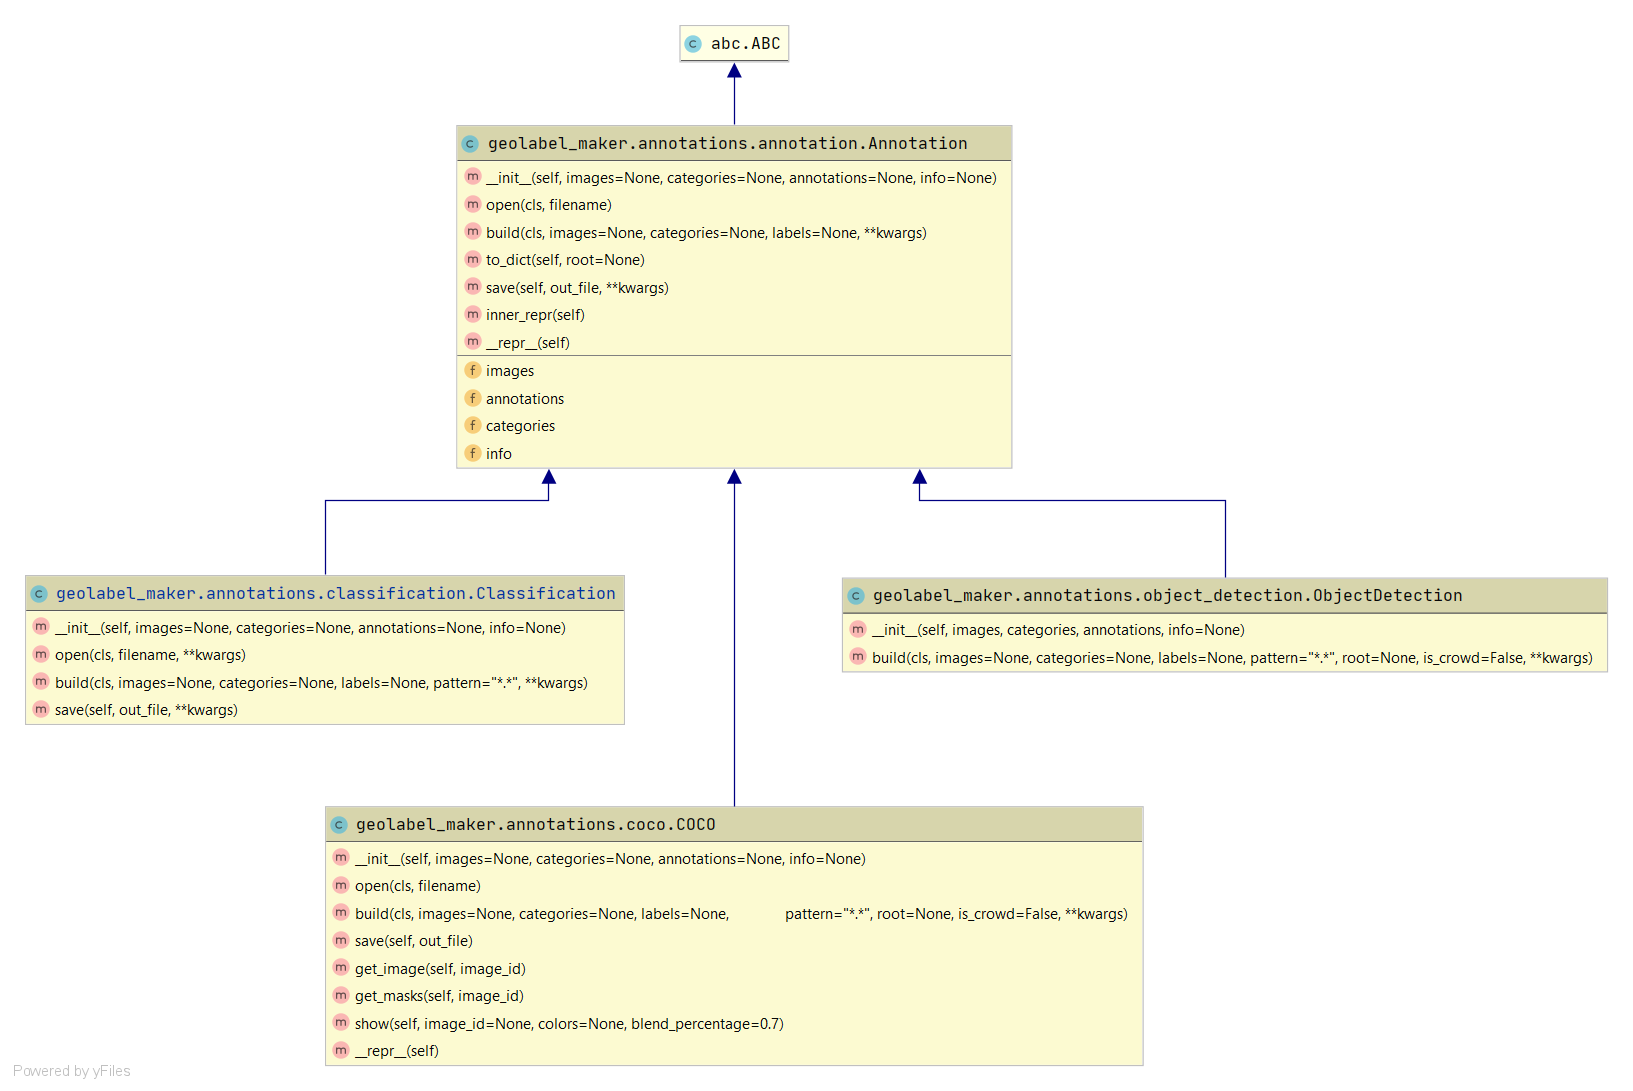 abc.ABC
geolabel_maker.annotations.annotation.Annotation
__init__(self, images=None, categories=None, annotations=None, info=None)
open(cls, filename)
build(cls, images=None, categories=None, labels=None, **kwargs)
to_dict(self, root=None)
save(self, out_file, **kwargs)
inner_repr(self)
__repr__(self)
images
annotations
categories
info
geolabel_maker.annotations.classification.Classification
__init__(self, images=None, categories=None, annotations=None, info=None)
open(cls, filename, **kwargs)
build(cls, images=None, categories=None, labels=None, pattern="*.*", **kwargs)
save(self, out_file, **kwargs)
geolabel_maker.annotations.object_detection.ObjectDetection
__init__(self, images, categories, annotations, info=None)
build(cls, images=None, categories=None, labels=None, pattern="*.*", root=None, is_crowd=False, **kwargs)
geolabel_maker.annotations.coco.COCO
__init__(self, images=None, categories=None, annotations=None, info=None)
open(cls, filename)
build(cls, images=None, categories=None, labels=None, pattern="*.*", root=None, is_crowd=False, **kwargs)
save(self, out_file)
get_image(self, image_id)
get_masks(self, image_id)
show(self, image_id=None, colors=None, blend_percentage=0.7)
__repr__(self)
Powered by yFiles